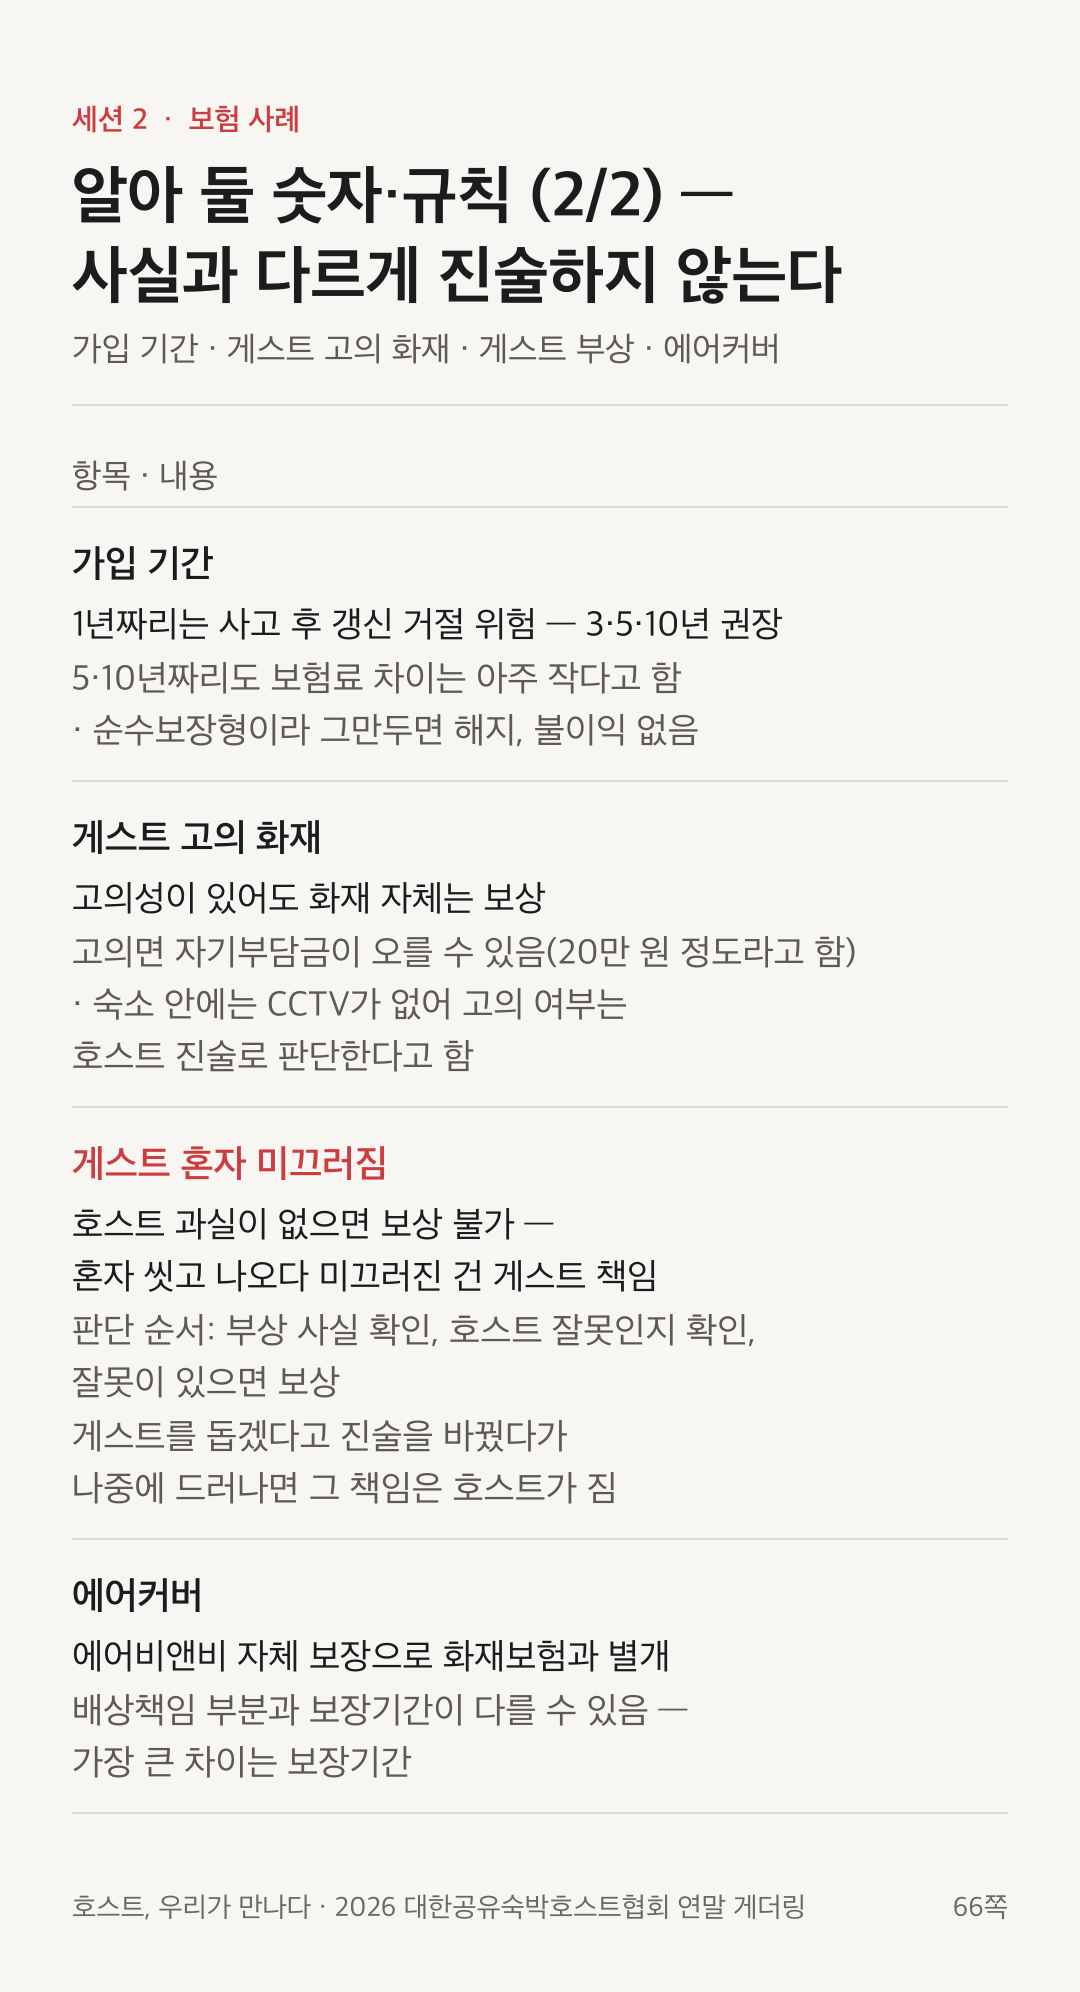 세션 2 · 보험 사례
알아 둘 숫자·규칙 (2/2) —
사실과 다르게 진술하지 않는다
가입 기간 · 게스트 고의 화재 · 게스트 부상 · 에어커버
항목 · 내용
가입 기간
1년짜리는 사고 후 갱신 거절 위험 — 3·5·10년 권장
5·10년짜리도 보험료 차이는 아주 작다고 함
· 순수보장형이라 그만두면 해지, 불이익 없음
게스트 고의 화재
고의성이 있어도 화재 자체는 보상
고의면 자기부담금이 오를 수 있음(20만 원 정도라고 함)
· 숙소 안에는 CCTV가 없어 고의 여부는
호스트 진술로 판단한다고 함
게스트 혼자 미끄러짐
호스트 과실이 없으면 보상 불가 —
혼자 씻고 나오다 미끄러진 건 게스트 책임
판단 순서: 부상 사실 확인, 호스트 잘못인지 확인,
잘못이 있으면 보상
게스트를 돕겠다고 진술을 바꿨다가
나중에 드러나면 그 책임은 호스트가 짐
에어커버
에어비앤비 자체 보장으로 화재보험과 별개
배상책임 부분과 보장기간이 다를 수 있음 —
가장 큰 차이는 보장기간
호스트, 우리가 만나다 · 2026 대한공유숙박호스트협회 연말 게더링
66쪽